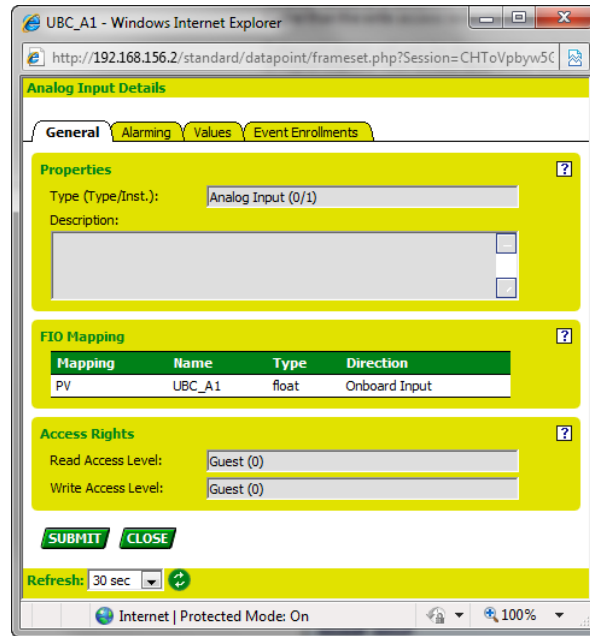 UBC_A1 - Windows Internet Explorer
http://192.168.156.2/standard/datapoint/frameset.php?Session=CHToVpbyw5C
Analog Input Details
General Alarming Values Event Enrollments
Properties ?
Type (Type/Inst.): Analog Input (0/1)
Description:
FIO Mapping ?
Mapping Name Type Direction
PV UBC_A1 float Onboard Input
Access Rights ?
Read Access Level: Guest (0)
Write Access Level: Guest (0)
SUBMIT CLOSE
Refresh: 30 sec
Internet | Protected Mode: On 100%